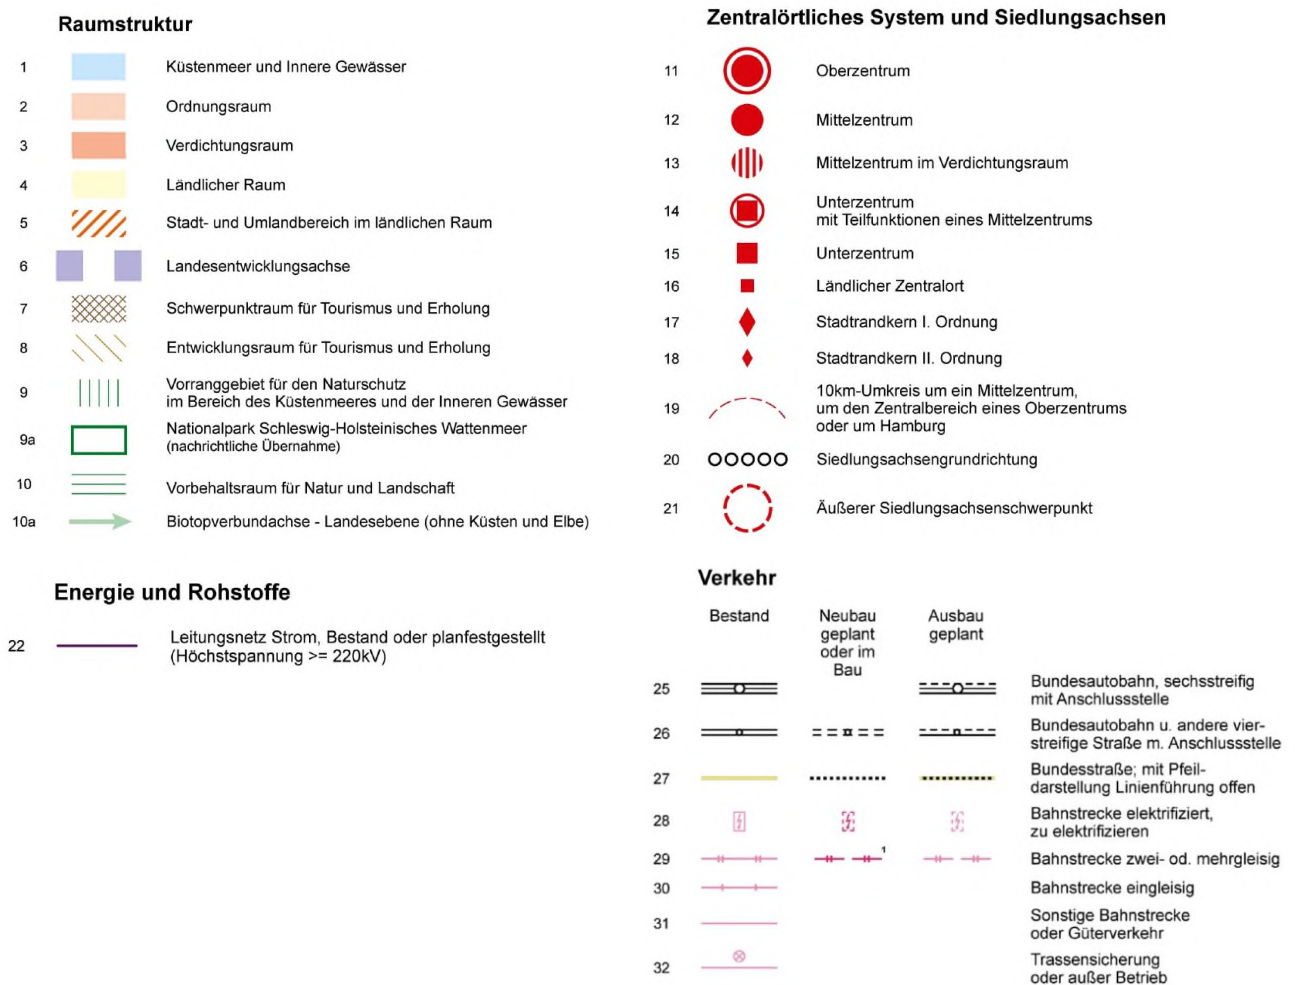 Raumstruktur
1 Küstenmeer und Innere Gewässer
2 Ordnungsraum
3 Verdichtungsraum
4 Ländlicher Raum
5 Stadt- und Umlandbereich im ländlichen Raum
6 Landesentwicklungsachse
7 Schwerpunktraum für Tourismus und Erholung
8 Entwicklungsraum für Tourismus und Erholung
9 Vorranggebiet für den Naturschutz
im Bereich des Küstenmeeres und der Inneren Gewässer
9a Nationalpark Schleswig-Holsteinisches Wattenmeer
(nachrichtliche Übernahme)
10 Vorbehaltsraum für Natur und Landschaft
10a Biotopverbundachse - Landesebene (ohne Küsten und Elbe)
Zentralörtliches System und Siedlungsachsen
11 Oberzentrum
12 Mittelzentrum
13 Mittelzentrum im Verdichtungsraum
14 Unterzentrum
mit Teilfunktionen eines Mittelzentrums
15 Unterzentrum
16 Ländlicher Zentralort
17 Stadtrandkern I. Ordnung
18 Stadtrandkern II. Ordnung
19 10km-Umkreis um ein Mittelzentrum,
um den Zentralbereich eines Oberzentrums
oder um Hamburg
20 Siedlungsachsengrundrichtung
21 Äußerer Siedlungsachsenschwerpunkt
Energie und Rohstoffe
22 Leitungsnetz Strom, Bestand oder planfestgestellt
(Höchstspannung >= 220kV)
Verkehr
Bestand
Neubau
geplant
oder im
Bau
Ausbau
geplant
25 Bundesautobahn, sechsstreifig
mit Anschlussstelle
26 Bundesautobahn u. andere vier-
streifige Straße m. Anschlussstelle
27 Bundesstraße; mit Pfeil-
darstellung Linienführung offen
28 Bahnstrecke elektrifiziert,
zu elektrifizieren
29 1 Bahnstrecke zwei- od. mehrgleisig
30 Bahnstrecke eingleisig
31 Sonstige Bahnstrecke
oder Güterverkehr
32 Trassensicherung
oder außer Betrieb